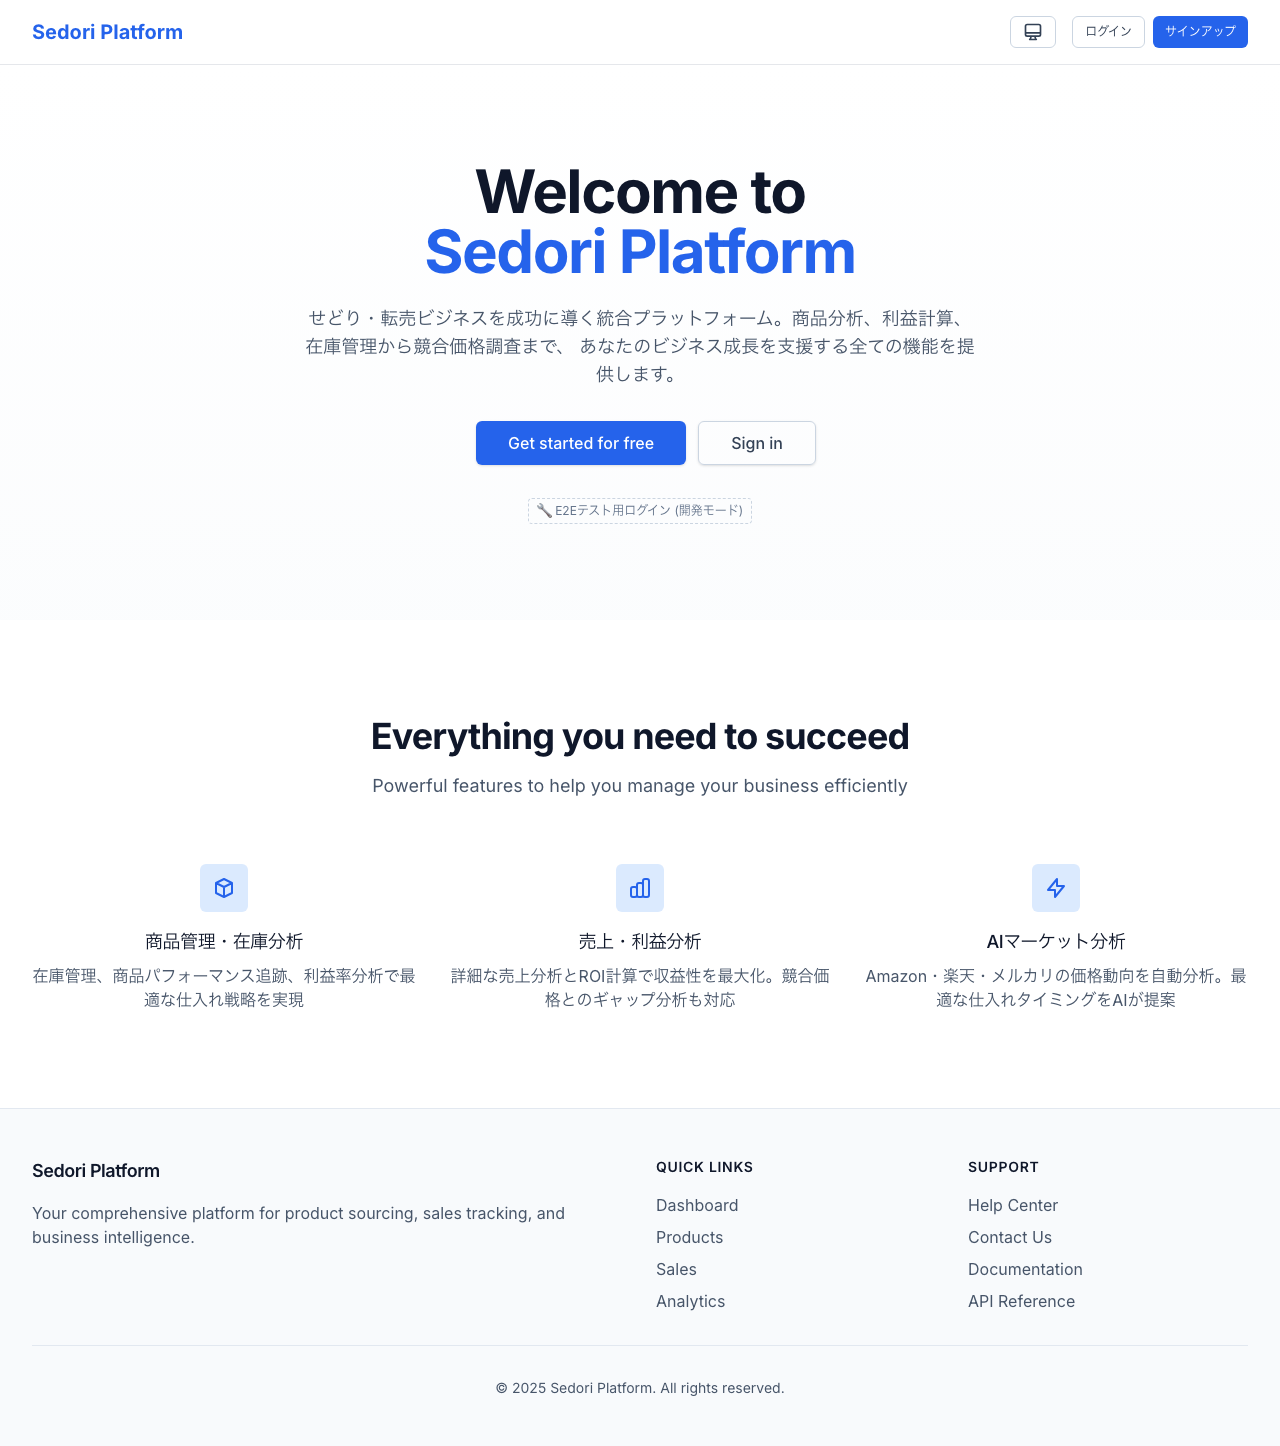 Sedori Platform
ログイン
サインアップ
Welcome to
Sedori Platform
せどり・転売ビジネスを成功に導く統合プラットフォーム。商品分析、利益計算、
在庫管理から競合価格調査まで、 あなたのビジネス成長を支援する全ての機能を提
供します。
Get started for free
Sign in
🔧 E2Eテスト用ログイン (開発モード)
Everything you need to succeed
Powerful features to help you manage your business efficiently
商品管理・在庫分析
在庫管理、商品パフォーマンス追跡、利益率分析で最
適な仕入れ戦略を実現
売上・利益分析
詳細な売上分析とROI計算で収益性を最大化。競合価
格とのギャップ分析も対応
AIマーケット分析
Amazon・楽天・メルカリの価格動向を自動分析。最
適な仕入れタイミングをAIが提案
Sedori Platform
Your comprehensive platform for product sourcing, sales tracking, and
business intelligence.
QUICK LINKS
Dashboard
Products
Sales
Analytics
SUPPORT
Help Center
Contact Us
Documentation
API Reference
© 2025 Sedori Platform. All rights reserved.